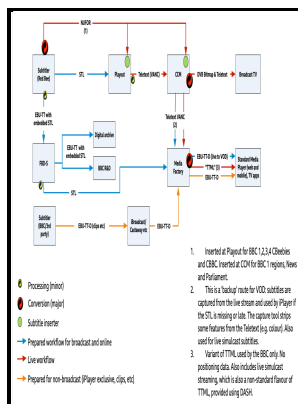 NUFOR
(1)
Subtitler
(Red Bee)
STL
Playout
Teletext (VANC)
CCM
DVB Bitmap & Teletext
Broadcast TV
EBU-TT with
embedded STL
Teletext VANC
(2)
Digital archive
EBU-TT with
embedded STL
FBD-S
BBC R&D
Media
Factory
EBU-TT-D (live to VOD)
"TTML" (3)
EBU-TT-D
Standard Media
Player (web and
mobile), TV apps
STL
Subtitler
(BBC/3rd
party)
EBU-TT-D (clips etc)
Broadcast/
Castaway etc
EBU-TT-D
1. Inserted at Playout for BBC 1,2,3,4 CBeebies
and CBBC. Inserted at CCM for BBC 1 regions, News
and Parliament.
2. This is a 'backup' route for VOD: subtitles are
captured from the live stream and used by iPlayer if
the STL is missing or late. The capture tool strips
some features from the Teletext (e.g. colour). Also
used for live simulcast subtitles.
3. Variant of TTML used by the BBC only. No
positioning data. Also includes live simulcast
streaming, which is also a non-standard flavour of
TTML, provided using DASH.
Processing (minor)
Conversion (major)
Subtitle inserter
Prepared workflow for broadcast and online
Live workflow
Prepared for non-broadcast (iPlayer exclusive, clips, etc)